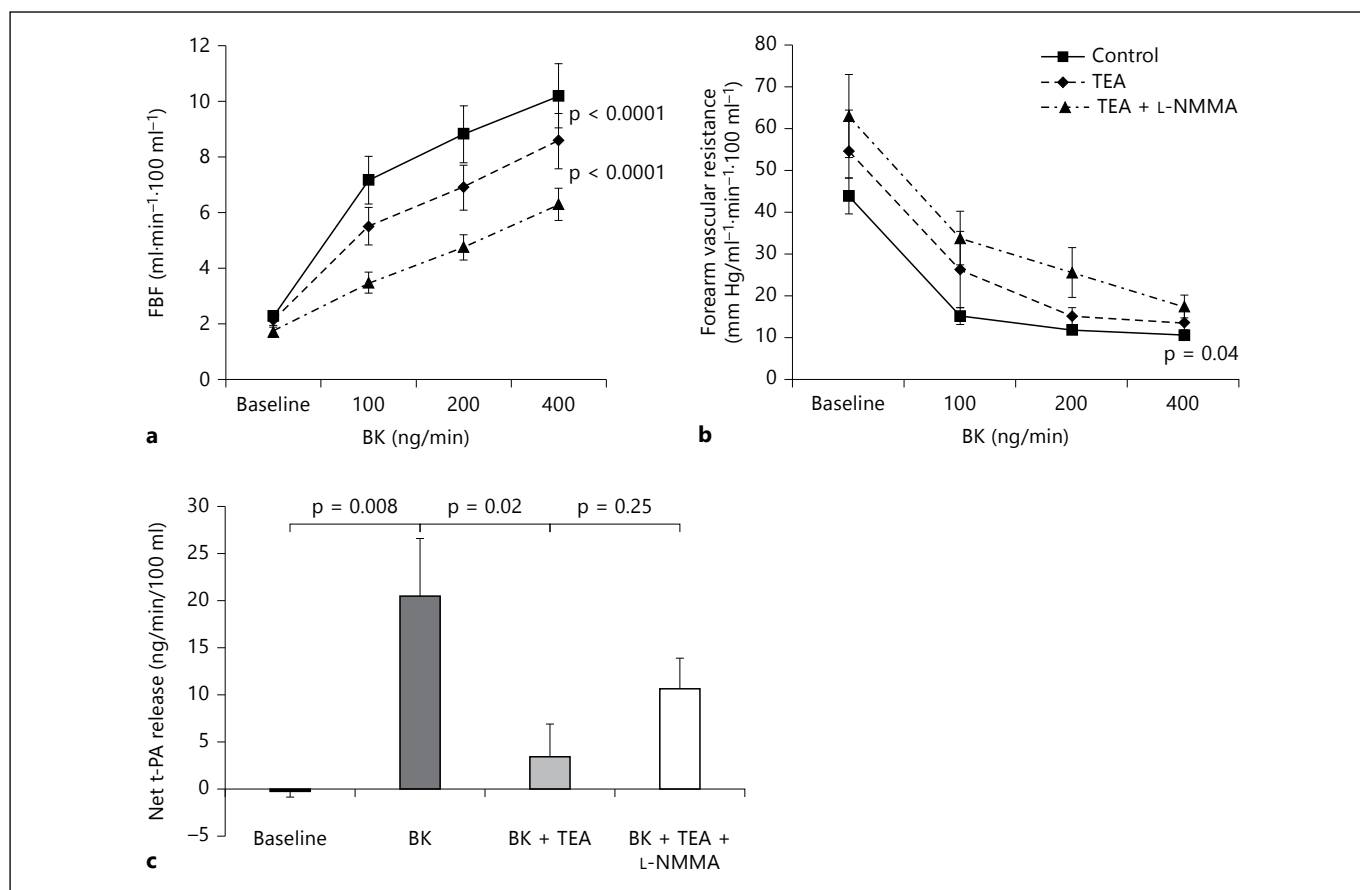 12
10
8
6
4
2
0
FBF (ml·min⁻¹·100 ml⁻¹)
p < 0.0001
p < 0.0001
Baseline 100 200 400
BK (ng/min)
a
80
70
60
50
40
30
20
10
0
Forearm vascular resistance
(mm Hg/ml⁻¹·min⁻¹·100 ml⁻¹)
Control
TEA
TEA + L-NMMA
p = 0.04
Baseline 100 200 400
BK (ng/min)
b
30
25
20
15
10
5
0
−5
Net t-PA release (ng/min/100 ml)
p = 0.008 p = 0.02 p = 0.25
Baseline BK BK + TEA BK + TEA +
L-NMMA
c